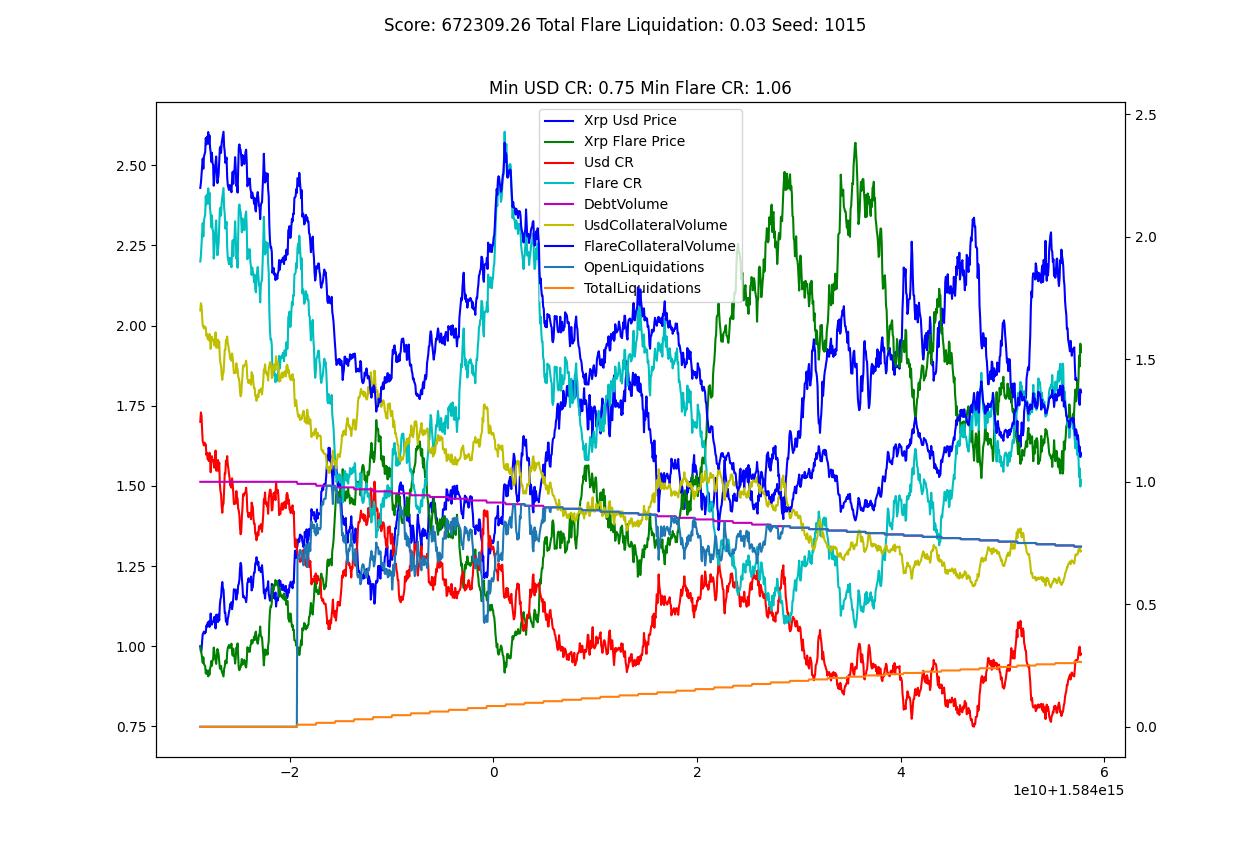 Score: 672309.26 Total Flare Liquidation: 0.03 Seed: 1015
Min USD CR: 0.75 Min Flare CR: 1.06
Xrp Usd Price
Xrp Flare Price
Usd CR
Flare CR
DebtVolume
UsdCollateralVolume
FlareCollateralVolume
OpenLiquidations
TotalLiquidations
2.50
2.25
2.00
1.75
1.50
1.25
1.00
0.75
2.5
2.0
1.5
1.0
0.5
0.0
−2
0
2
4
6
1e10+1.584e15